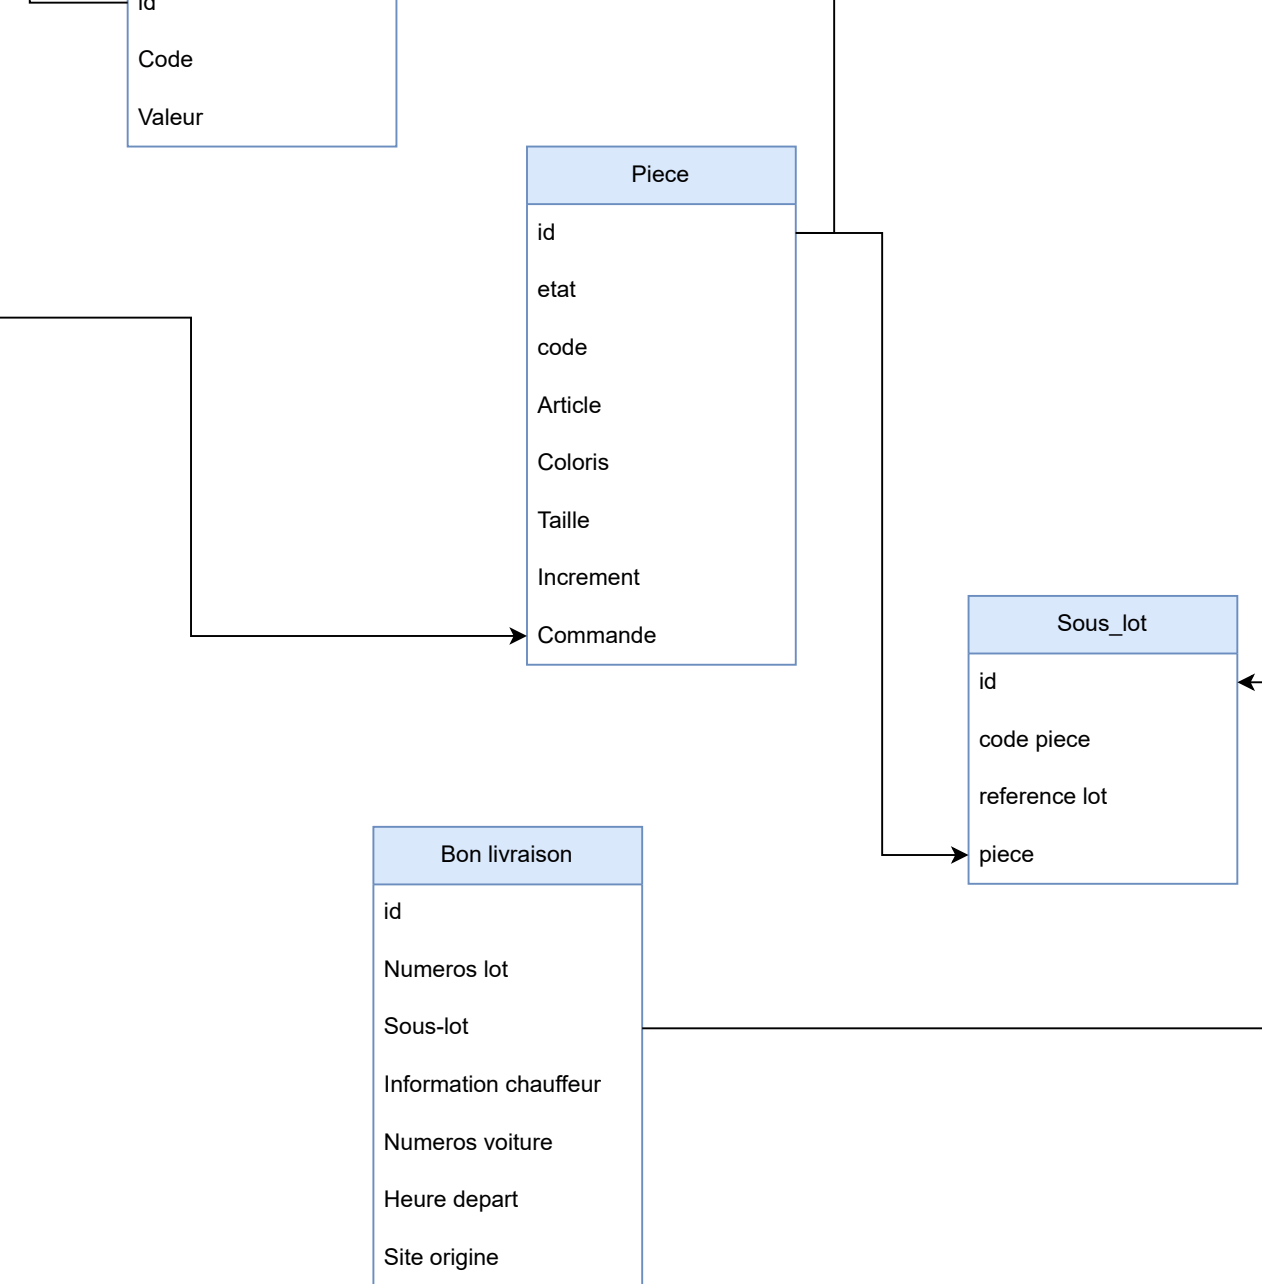 id
Code
Valeur
Piece
id
etat
code
Article
Coloris
Taille
Increment
Commande
Sous_lot
id
code piece
reference lot
piece
Bon livraison
id
Numeros lot
Sous-lot
Information chauffeur
Numeros voiture
Heure depart
Site origine